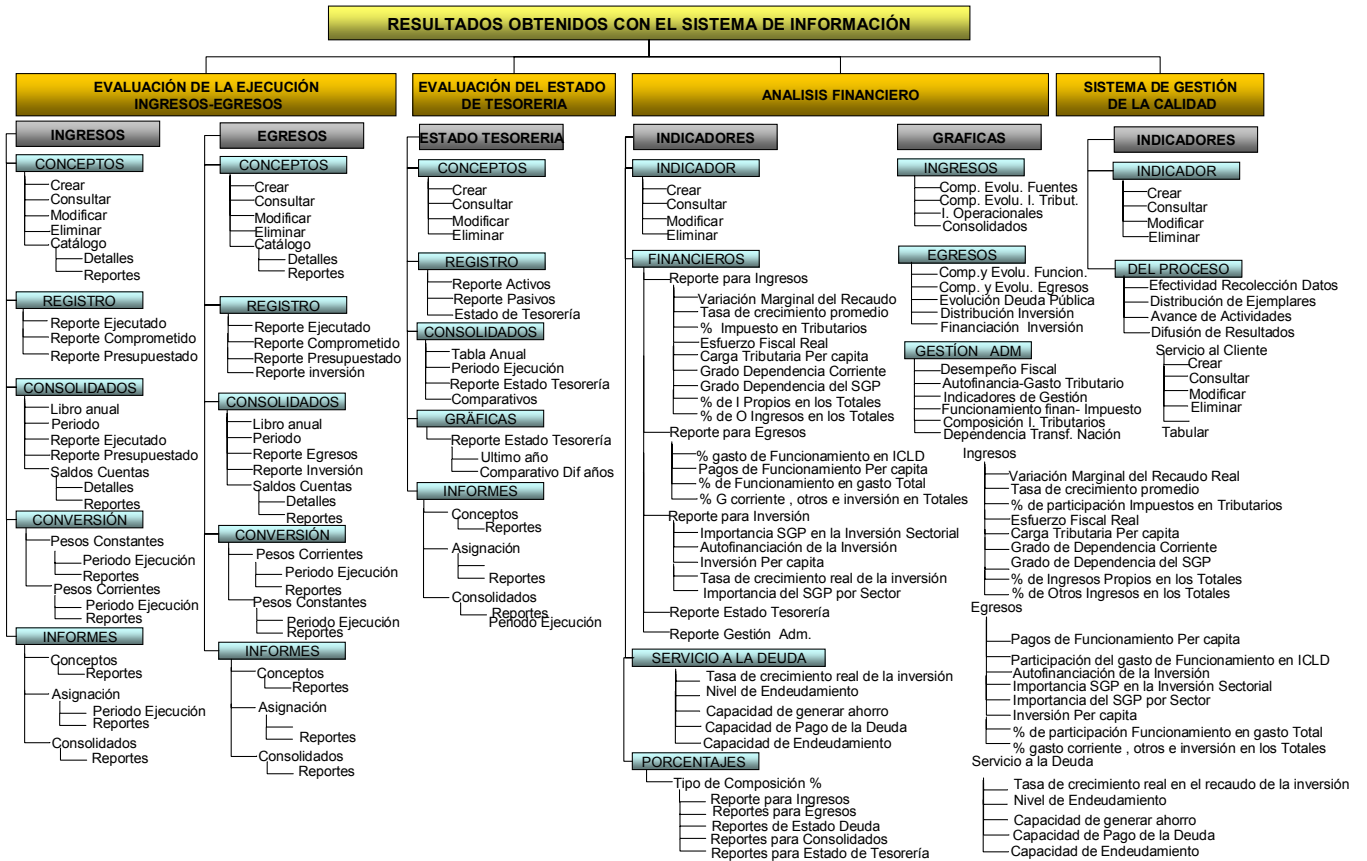 RESULTADOS OBTENIDOS CON EL SISTEMA DE INFORMACIÓN
EVALUACIÓN DE LA EJECUCIÓN
INGRESOS-EGRESOS
INGRESOS
CONCEPTOS
Crear
Consultar
Modificar
Eliminar
Catálogo
Detalles
Reportes
REGISTRO
Reporte Ejecutado
Reporte Comprometido
Reporte Presupuestado
CONSOLIDADOS
Libro anual
Periodo
Reporte Ejecutado
Reporte Presupuestado
Saldos Cuentas
Detalles
Reportes
CONVERSIÓN
Pesos Constantes
Periodo Ejecución
Reportes
Pesos Corrientes
Periodo Ejecución
Reportes
INFORMES
Conceptos
Reportes
Asignación
Periodo Ejecución
Reportes
Consolidados
Reportes
EGRESOS
CONCEPTOS
Crear
Consultar
Modificar
Eliminar
Catálogo
Detalles
Reportes
REGISTRO
Reporte Ejecutado
Reporte Comprometido
Reporte Presupuestado
Reporte inversión
CONSOLIDADOS
Libro anual
Periodo
Reporte Egresos
Reporte Inversión
Saldos Cuentas
Detalles
Reportes
CONVERSIÓN
Pesos Corrientes
Periodo Ejecución
Reportes
Pesos Constantes
Periodo Ejecución
Reportes
INFORMES
Conceptos
Reportes
Asignación
Reportes
Consolidados
Reportes
EVALUACIÓN DEL ESTADO
DE TESORERIA
ESTADO TESORERIA
CONCEPTOS
Crear
Consultar
Modificar
Eliminar
REGISTRO
Reporte Activos
Reporte Pasivos
Estado de Tesorería
CONSOLIDADOS
Tabla Anual
Periodo Ejecución
Reporte Estado Tesorería
Comparativos
GRÄFICAS
Reporte Estado Tesorería
Ultimo año
Comparativo Dif años
INFORMES
Conceptos
Reportes
Asignación
Reportes
Consolidados
Reportes
Periodo Ejecución
ANALISIS FINANCIERO
INDICADORES
INDICADOR
Crear
Consultar
Modificar
Eliminar
FINANCIEROS
Reporte para Ingresos
Variación Marginal del Recaudo
Tasa de crecimiento promedio
% Impuesto en Tributarios
Esfuerzo Fiscal Real
Carga Tributaria Per capita
Grado Dependencia Corriente
Grado Dependencia del SGP
% de I Propios en los Totales
% de O Ingresos en los Totales
Reporte para Egresos
% gasto de Funcionamiento en ICLD
Pagos de Funcionamiento Per capita
% de Funcionamiento en gasto Total
% G corriente , otros e inversión en Totales
Reporte para Inversión
Importancia SGP en la Inversión Sectorial
Autofinanciación de la Inversión
Inversión Per capita
Tasa de crecimiento real de la inversión
Importancia del SGP por Sector
Reporte Estado Tesorería
Reporte Gestión Adm.
SERVICIO A LA DEUDA
Tasa de crecimiento real de la inversión
Nivel de Endeudamiento
Capacidad de generar ahorro
Capacidad de Pago de la Deuda
Capacidad de Endeudamiento
PORCENTAJES
Tipo de Composición %
Reporte para Ingresos
Reportes para Egresos
Reportes de Estado Deuda
Reportes para Consolidados
Reportes para Estado de Tesorería
GRAFICAS
INGRESOS
Comp. Evolu. Fuentes
Comp. Evolu. I. Tribut.
I. Operacionales
Consolidados
EGRESOS
Comp.y Evolu. Funcion.
Comp. y Evolu. Egresos
Evolución Deuda Pública
Distribución Inversión
Financiación Inversión
GESTÍON ADM
Desempeño Fiscal
Autofinancia-Gasto Tributario
Indicadores de Gestión
Funcionamiento finan- Impuesto
Composición I. Tributarios
Dependencia Transf. Nación
SISTEMA DE GESTIÓN
DE LA CALIDAD
INDICADORES
INDICADOR
Crear
Consultar
Modificar
Eliminar
DEL PROCESO
Efectividad Recolección Datos
Distribución de Ejemplares
Avance de Actividades
Difusión de Resultados
Servicio al Cliente
Crear
Consultar
Modificar
Eliminar
Tabular
Ingresos
Variación Marginal del Recaudo Real
Tasa de crecimiento promedio
% de participación Impuestos en Tributarios
Esfuerzo Fiscal Real
Carga Tributaria Per capita
Grado de Dependencia Corriente
Grado de Dependencia del SGP
% de Ingresos Propios en los Totales
% de Otros Ingresos en los Totales
Egresos
Pagos de Funcionamiento Per capita
Participación del gasto de Funcionamiento en ICLD
Autofinanciación de la Inversión
Importancia SGP en la Inversión Sectorial
Importancia del SGP por Sector
Inversión Per capita
% de participación Funcionamiento en gasto Total
% gasto corriente , otros e inversión en los Totales
Servicio a la Deuda
Tasa de crecimiento real en el recaudo de la inversión
Nivel de Endeudamiento
Capacidad de generar ahorro
Capacidad de Pago de la Deuda
Capacidad de Endeudamiento